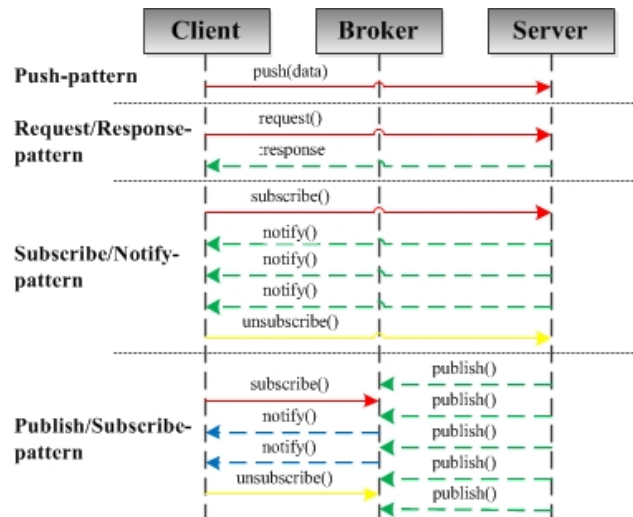 Client
Broker
Server
Push-pattern
push(data)
Request/Response-
pattern
request()
:response
Subscribe/Notify-
pattern
subscribe()
notify()
notify()
notify()
unsubscribe()
Publish/Subscribe-
pattern
publish()
subscribe()
publish()
notify()
publish()
notify()
publish()
unsubscribe()
publish()